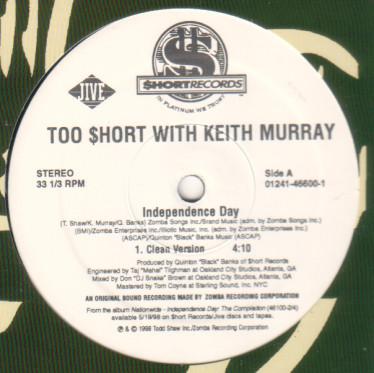 $HORTRECORDS
IN PLATINUM WE TRUST
JIVE
TOO $HORT WITH KEITH MURRAY
STEREO
33 1/3 RPM
Side A
01241-46600-1
Independence Day
(T. Shaw/K. Murray/Q. Banks) Zomba Songs Inc./Srand Music (adm. by Zomba Songs Inc.)
(BMI)/Zomba Enterprises Inc./Illotic Music, Inc. (adm. by Zomba Enterprises Inc.)
(ASCAP)/Quinton "Black" Banks Music (ASCAP)
1. Clean Version 4:10
Produced by Quinton "Black" Banks of Short Records
Engineered by Taj "Mahal" Tilghman at Oakland City Studios, Atlanta, GA
Mixed by Don "DJ Snake" Brown at Oakland City Studios, Atlanta, GA
Mastered by Tom Coyne at Sterling Sound, Inc. NYC
AN ORIGINAL SOUND RECORDING MADE BY ZOMBA RECORDING CORPORATION
From the album Nationwide - Independence Day: The Compilation (46100-2/4)
available 5/19/98 on Short Records/Jive discs and tapes.
℗ & © 1998 Todd Shaw Inc./Zomba Recording Corporation